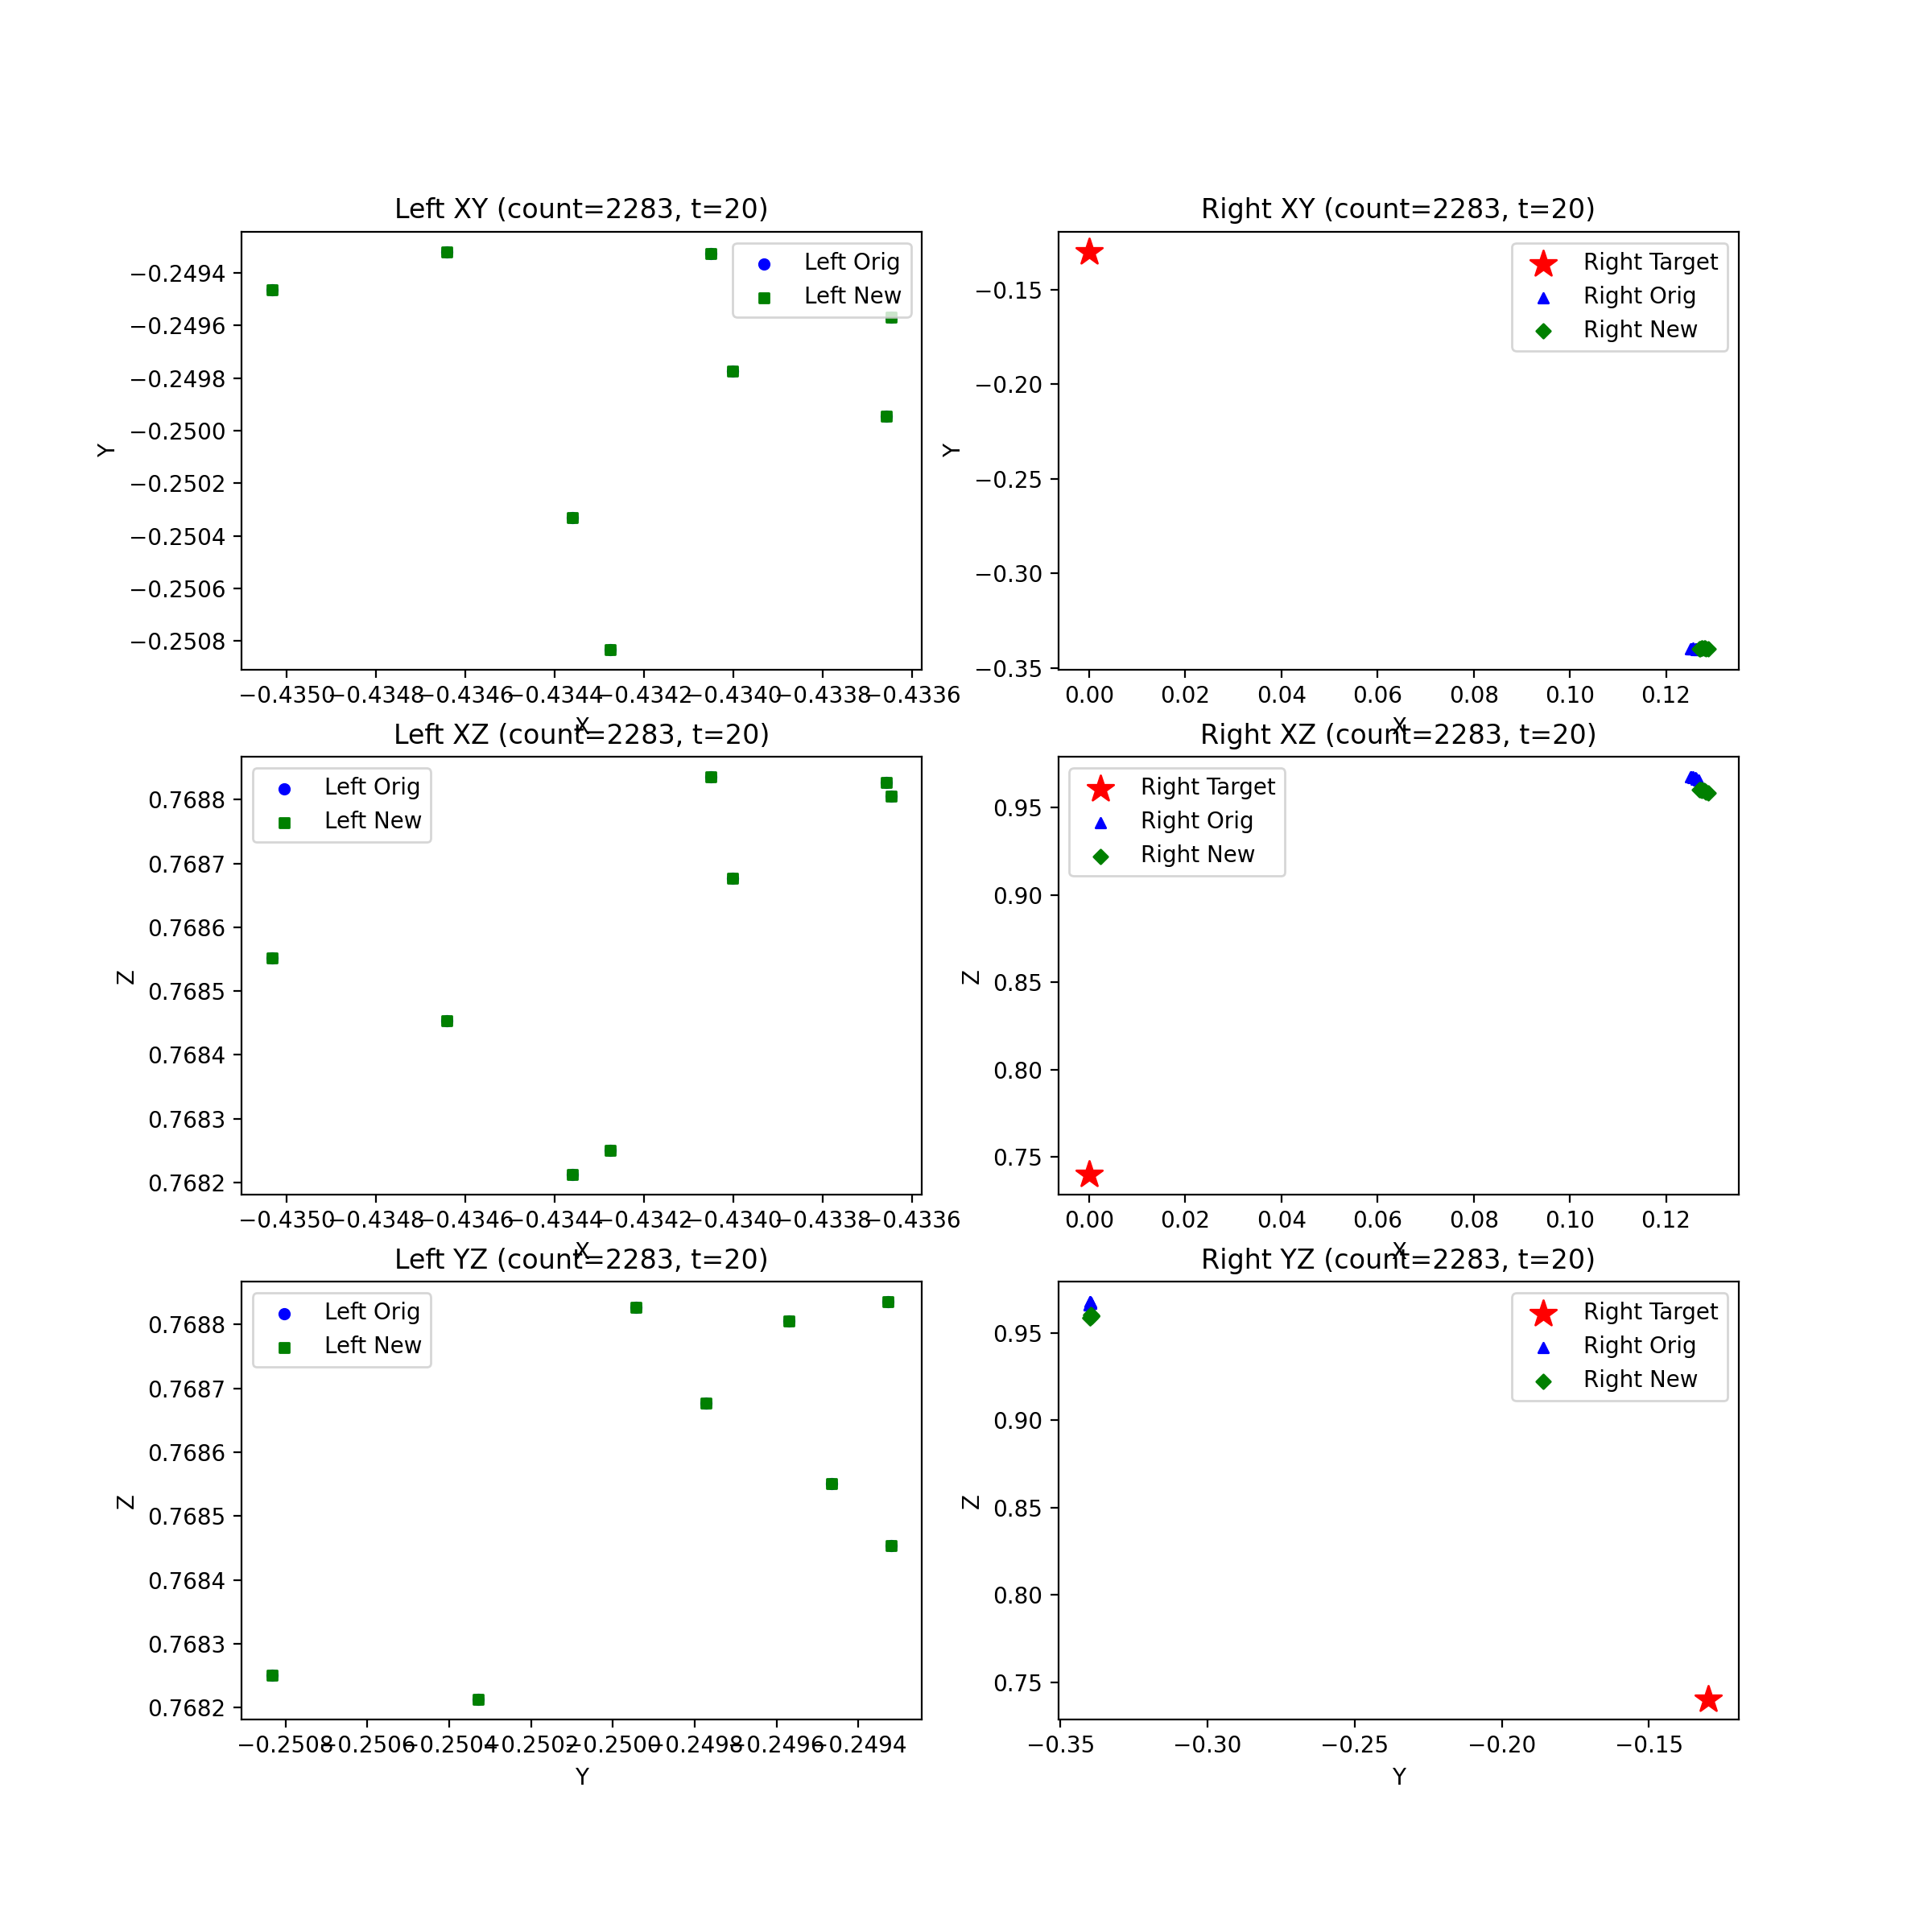 Left XY (count=2283, t=20)
Right XY (count=2283, t=20)
Left Orig
Left New
−0.2494
−0.2496
−0.2498
−0.2500
−0.2502
−0.2504
−0.2506
−0.2508
Y
−0.4350 −0.4348 −0.4346 −0.4344 −0.4342 −0.4340 −0.4338 −0.4336
X
Right Target
Right Orig
Right New
−0.15
−0.20
−0.25
−0.30
−0.35
Y
0.00 0.02 0.04 0.06 0.08 0.10 0.12
X
Left XZ (count=2283, t=20)
Right XZ (count=2283, t=20)
Left Orig
Left New
0.7688
0.7687
0.7686
0.7685
0.7684
0.7683
0.7682
Z
−0.4350 −0.4348 −0.4346 −0.4344 −0.4342 −0.4340 −0.4338 −0.4336
X
Right Target
Right Orig
Right New
0.95
0.90
0.85
0.80
0.75
Z
0.00 0.02 0.04 0.06 0.08 0.10 0.12
X
Left YZ (count=2283, t=20)
Right YZ (count=2283, t=20)
Left Orig
Left New
0.7688
0.7687
0.7686
0.7685
0.7684
0.7683
0.7682
Z
−0.2508 −0.2506 −0.2504 −0.2502 −0.2500 −0.2498 −0.2496 −0.2494
Y
Right Target
Right Orig
Right New
0.95
0.90
0.85
0.80
0.75
Z
−0.35 −0.30 −0.25 −0.20 −0.15
Y